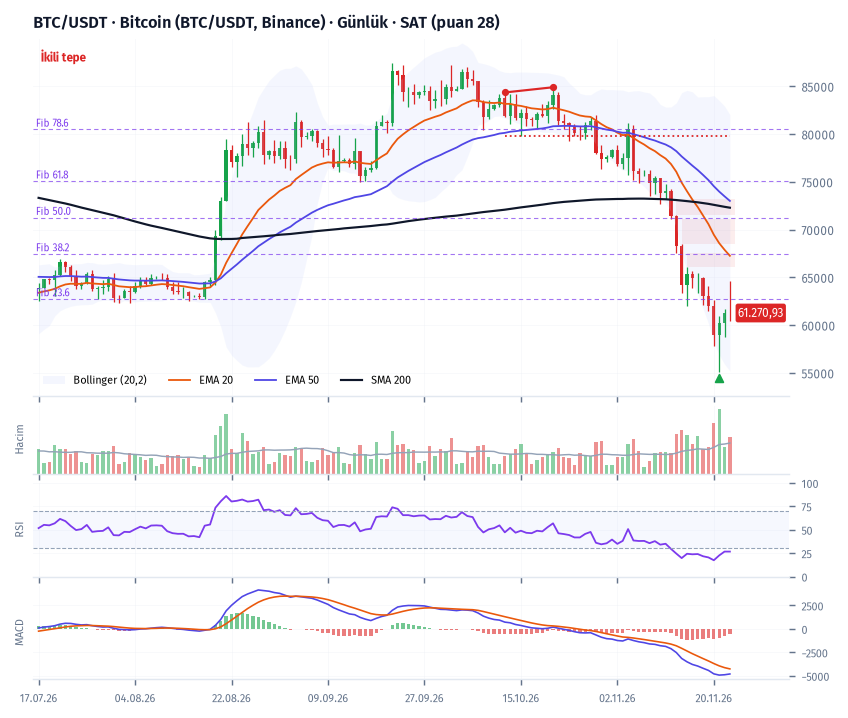 BTC/USDT · Bitcoin (BTC/USDT, Binance) · Günlük · SAT (puan 28)
İkili tepe
85000
Fib 78.6
80000
Fib 61.8
75000
Fib 50.0
70000
Fib 38.2
65000
Fib 23.6
61.270,93
60000
55000
Bollinger (20,2)
EMA 20
EMA 50
SMA 200
Hacim
100
75
RSI
50
25
0
2500
MACD
0
-2500
-5000
17.07.26
04.08.26
22.08.26
09.09.26
27.09.26
15.10.26
02.11.26
20.11.26